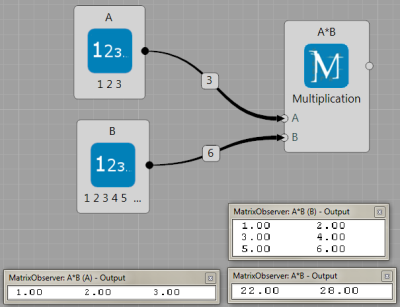 A
123..
1 2 3
3
A*B
M
Multiplication
A
B
B
123..
1 2 3 4 5 ...
6
MatrixObserver: A*B (B) - Output
1.00 2.00
3.00 4.00
5.00 6.00
MatrixObserver: A*B (A) - Output
1.00 2.00 3.00
MatrixObserver: A*B - Output
22.00 28.00